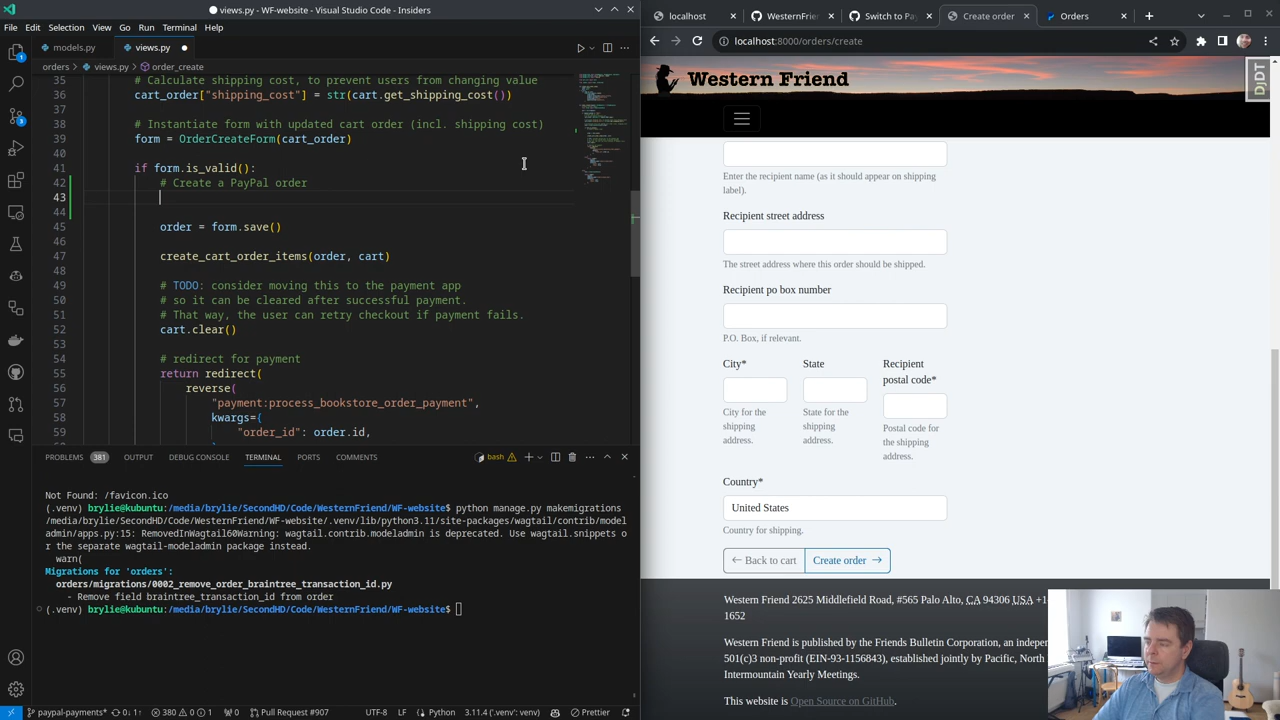 views.py - WF-website - Visual Studio Code - Insiders
File Edit Selection View Go Run Terminal
models.py views.py
orders > views.py > order_create
35 # Calculate shipping cost, to prevent users from changing value
36 cart_order["shipping_cost"] = str(cart.get_shipping_cost())
37
38 # Instantiate form with updated cart order (incl. shipping cost)
39 form = OrderCreateForm(cart_order)
40
41 if form.is_valid():
42 # Create a PayPal order
43
44
45 order = form.save()
46
47 create_cart_order_items(order, cart)
48
49 # TODO: consider moving this to the payment app
50 # so it can be cleared after successful payment.
51 # That way, the user can retry checkout if payment fails.
52 cart.clear()
53
54 # redirect for payment
55 return redirect(
56 reverse(
57 "payment:process_bookstore_order_payment",
58 kwargs={
59 "order_id": order.id,
PROBLEMS 381 OUTPUT DEBUG CONSOLE TERMINAL PORTS COMMENTS
bash
Not Found: /favicon.ico
(.venv) brylie@kubuntu:/media/brylie/SecondHD/Code/WesternFriend/WF-website$ python manage.py makemigrations
/media/brylie/SecondHD/Code/WesternFriend/WF-website/.venv/lib/python3.11/site-packages/wagtail/contrib/model
admin/apps.py:15: RemovedInWagtail60Warning: wagtail.contrib.modeladmin is deprecated. Use wagtail.snippets o
r the separate wagtail-modeladmin package instead.
warn(
Migrations for 'orders':
orders/migrations/0002_remove_order_braintree_transaction_id.py
- Remove field braintree_transaction_id from order
(.venv) brylie@kubuntu:/media/brylie/SecondHD/Code/WesternFriend/WF-website$
paypal-payments* 0↓ 1↑ 380 0 1 0 Pull Request #907 UTF-8 LF Python 3.11.4 ('.venv': venv) Prettier
localhost WesternFrien Switch to Pay Create order Orders
localhost:8000/orders/create
Western Friend
DjDT
Enter the recipient name (as it should appear on shipping
label).
Recipient street address
The street address where this order should be shipped.
Recipient po box number
P.O. Box, if relevant.
City* State Recipient
postal code*
City for the
shipping
address.
State for the
shipping
address.
Postal code for
the shipping
address.
Country*
United States
Country for shipping.
← Back to cart Create order →
Western Friend 2625 Middlefield Road, #565 Palo Alto, CA 94306 USA +1-
1652
Western Friend is published by the Friends Bulletin Corporation, an indepen
501(c)3 non-profit (EIN-93-1156843), established jointly by Pacific, North
Intermountain Yearly Meetings.
This website is Open Source on GitHub.